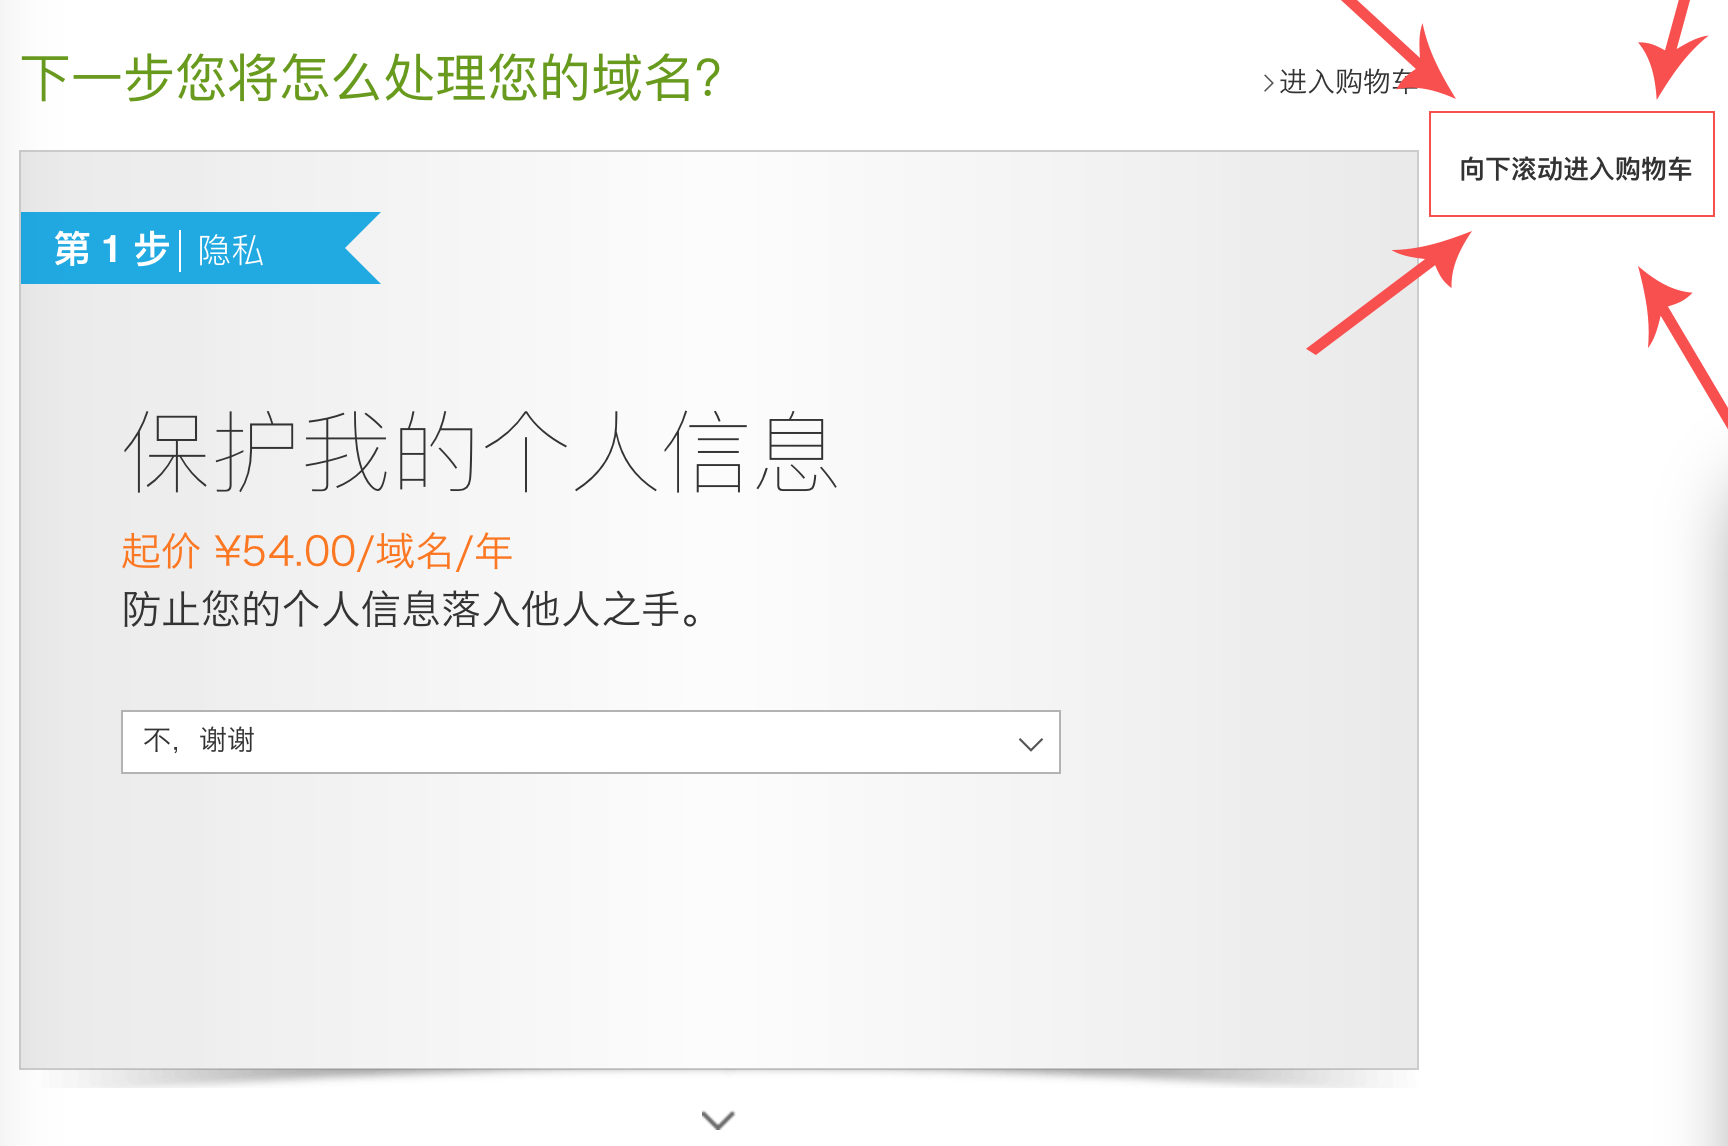 下一步您将怎么处理您的域名?
进入购物车
向下滚动进入购物车
第 1 步 | 隐私
保护我的个人信息
起价 ¥54.00/域名/年
防止您的个人信息落入他人之手。
不，谢谢